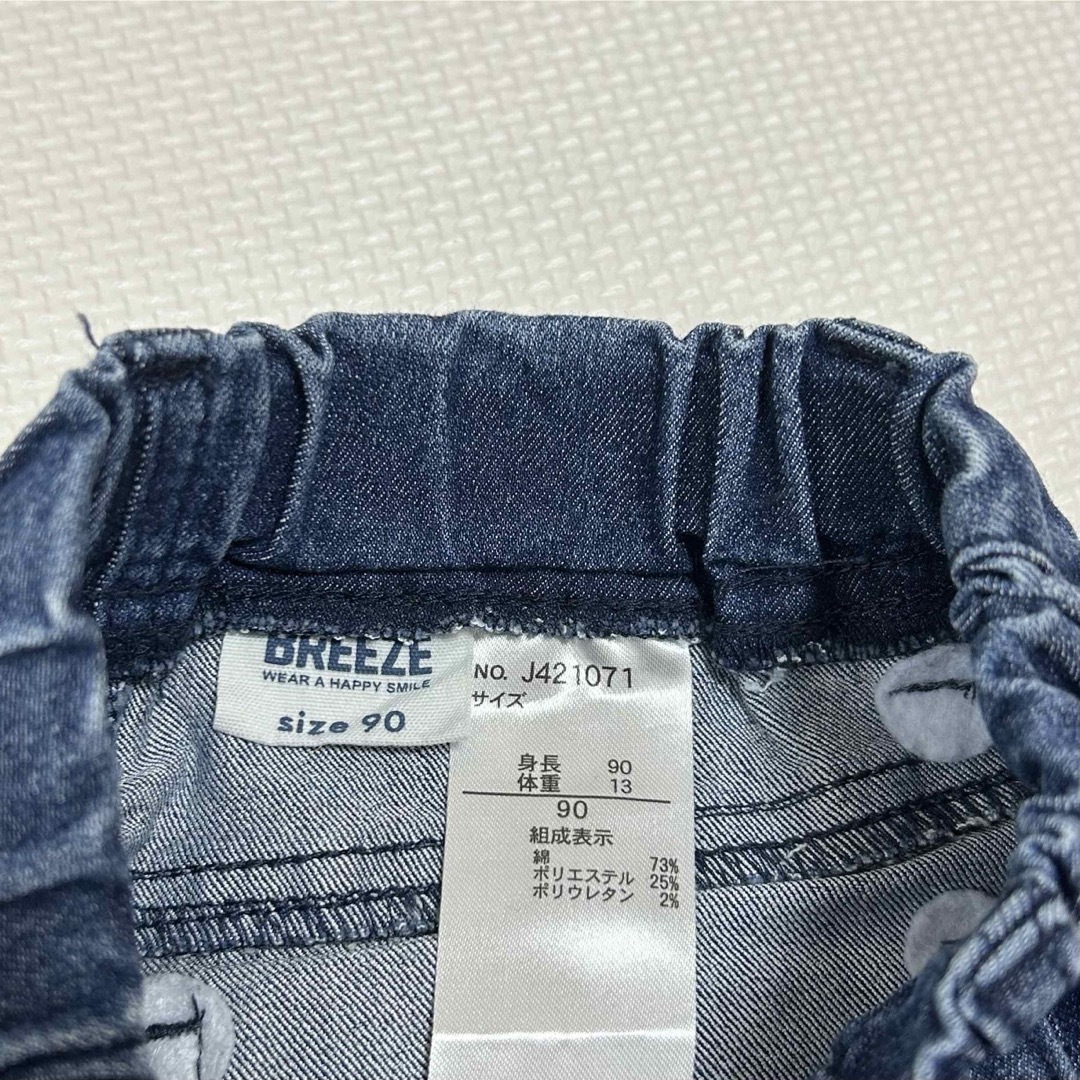 BREEZE
WEAR A HAPPY SMILE
size 90
NO. J421071
サイズ
身長 90
体重 13
90
組成表示
綿 73%
ポリエステル 25%
ポリウレタン 2%